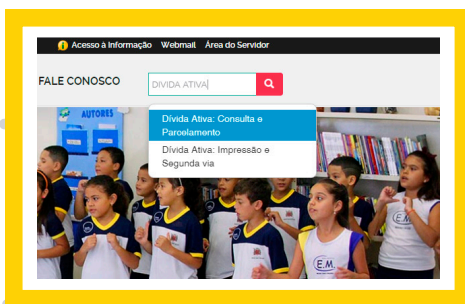 Acesso à Informação Webmail Área do Servidor
FALE CONOSCO DIVIDA ATIVA
Dívida Ativa: Consulta e
Parcelamento
Dívida Ativa: Impressão e
Segunda via
AUTORES
E.M.